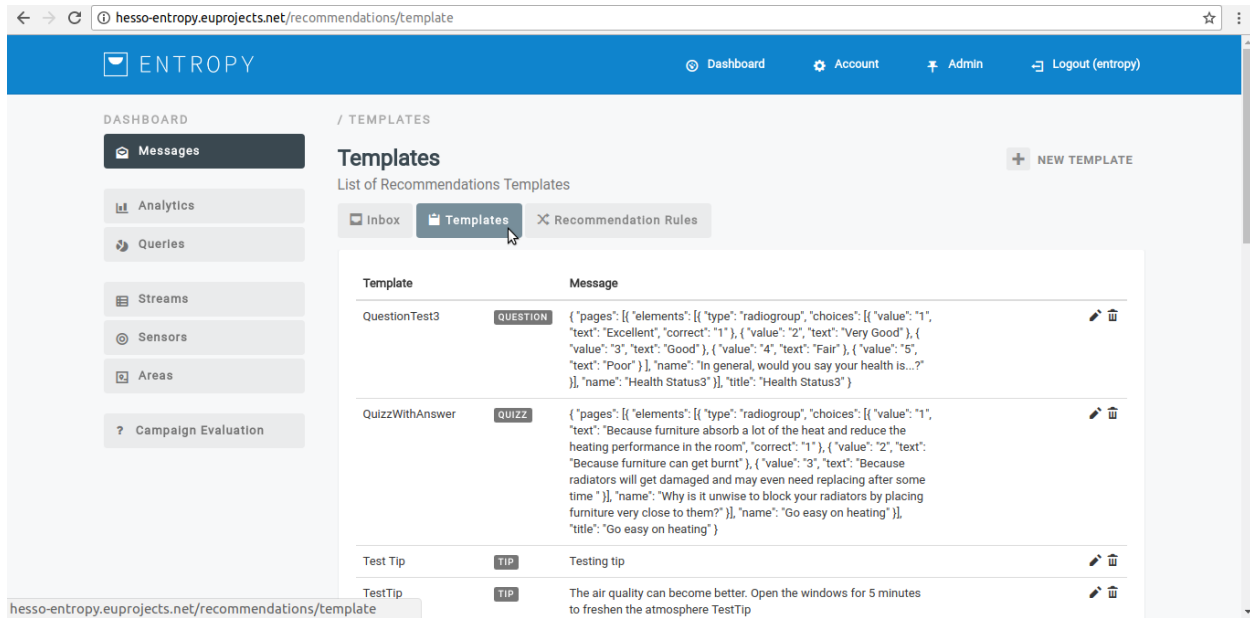 hesso-entropy.euprojects.net/recommendations/template
ENTROPY
Dashboard
Account
Admin
Logout (entropy)
DASHBOARD
Messages
Analytics
Queries
Streams
Sensors
Areas
? Campaign Evaluation
/ TEMPLATES
Templates
NEW TEMPLATE
List of Recommendations Templates
Inbox
Templates
Recommendation Rules
Template
Message
QuestionTest3
QUESTION
{ "pages": [{ "elements": [{ "type": "radiogroup", "choices": [{ "value": "1",
"text": "Excellent", "correct": "1" }, { "value": "2", "text": "Very Good" }, {
"value": "3", "text": "Good" }, { "value": "4", "text": "Fair" }, { "value": "5",
"text": "Poor" } ], "name": "In general, would you say your health is...?"
}], "name": "Health Status3" }], "title": "Health Status3" }
QuizzWithAnswer
QUIZZ
{ "pages": [{ "elements": [{ "type": "radiogroup", "choices": [{ "value": "1",
"text": "Because furniture absorb a lot of the heat and reduce the
heating performance in the room", "correct": "1" }, { "value": "2", "text":
"Because furniture can get burnt" }, { "value": "3", "text": "Because
radiators will get damaged and may even need replacing after some
time " }], "name": "Why is it unwise to block your radiators by placing
furniture very close to them?" }], "name": "Go easy on heating" }],
"title": "Go easy on heating" }
Test Tip
TIP
Testing tip
TestTip
TIP
The air quality can become better. Open the windows for 5 minutes
to freshen the atmosphere TestTip
hesso-entropy.euprojects.net/recommendations/template